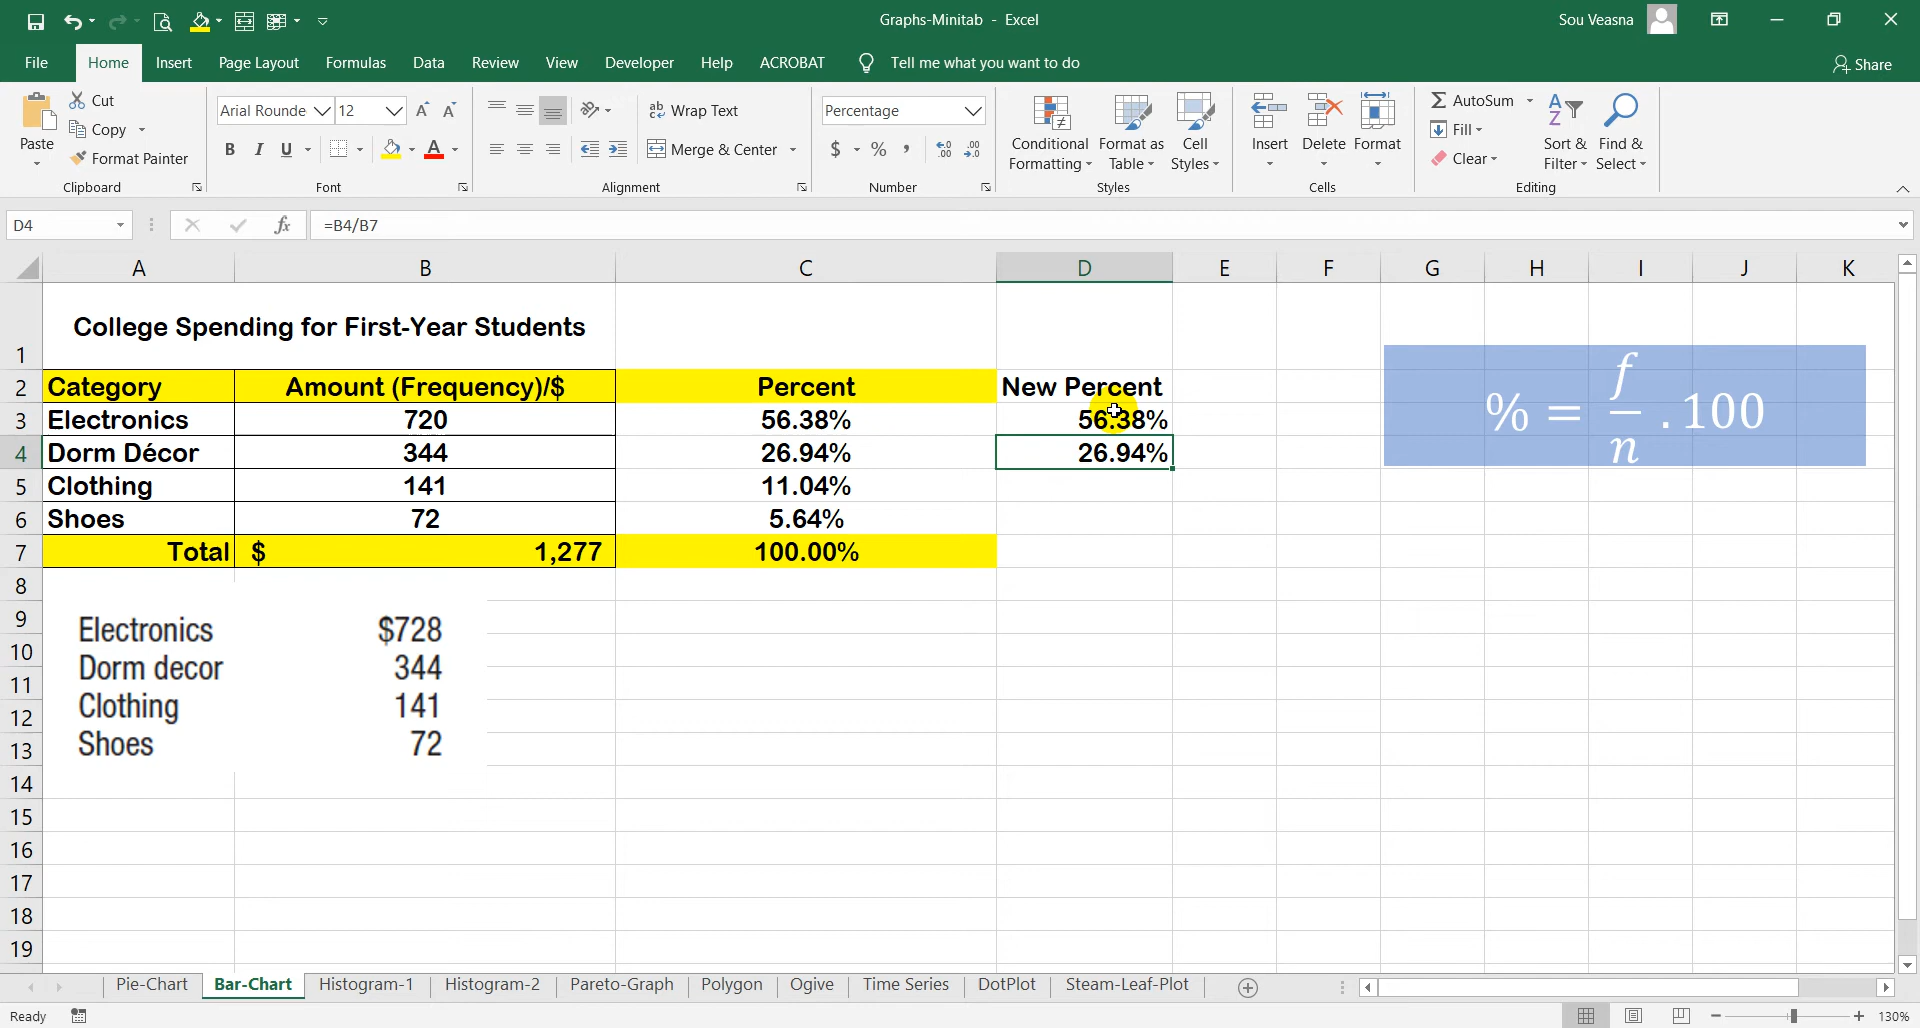 Graphs-Minitab - Excel
Sou Veasna
File Home Insert Page Layout Formulas Data Review View Developer Help ACROBAT Tell me what you want to do Share
Paste
Cut
Copy
Format Painter
Clipboard
Arial Rounde 12
B I U
Font
Wrap Text
Merge & Center
Alignment
Percentage
$ % ,
Number
Conditional Formatting
Format as Table
Cell Styles
Styles
Insert Delete Format
Cells
AutoSum
Fill
Clear
Sort & Filter
Find & Select
Editing
D4 fx =B4/B7
A B C D E F G H I J K
1 College Spending for First-Year Students
2 Category Amount (Frequency)/$ Percent New Percent
3 Electronics 720 56.38% 56.38%
4 Dorm Décor 344 26.94% 26.94%
5 Clothing 141 11.04%
6 Shoes 72 5.64%
7 Total $ 1,277 100.00%
% = f/n .100
8
9
10
11
12
13
14
15
16
17
18
19
Electronics $728
Dorm decor 344
Clothing 141
Shoes 72
Pie-Chart Bar-Chart Histogram-1 Histogram-2 Pareto-Graph Polygon Ogive Time Series DotPlot Steam-Leaf-Plot
Ready 130%